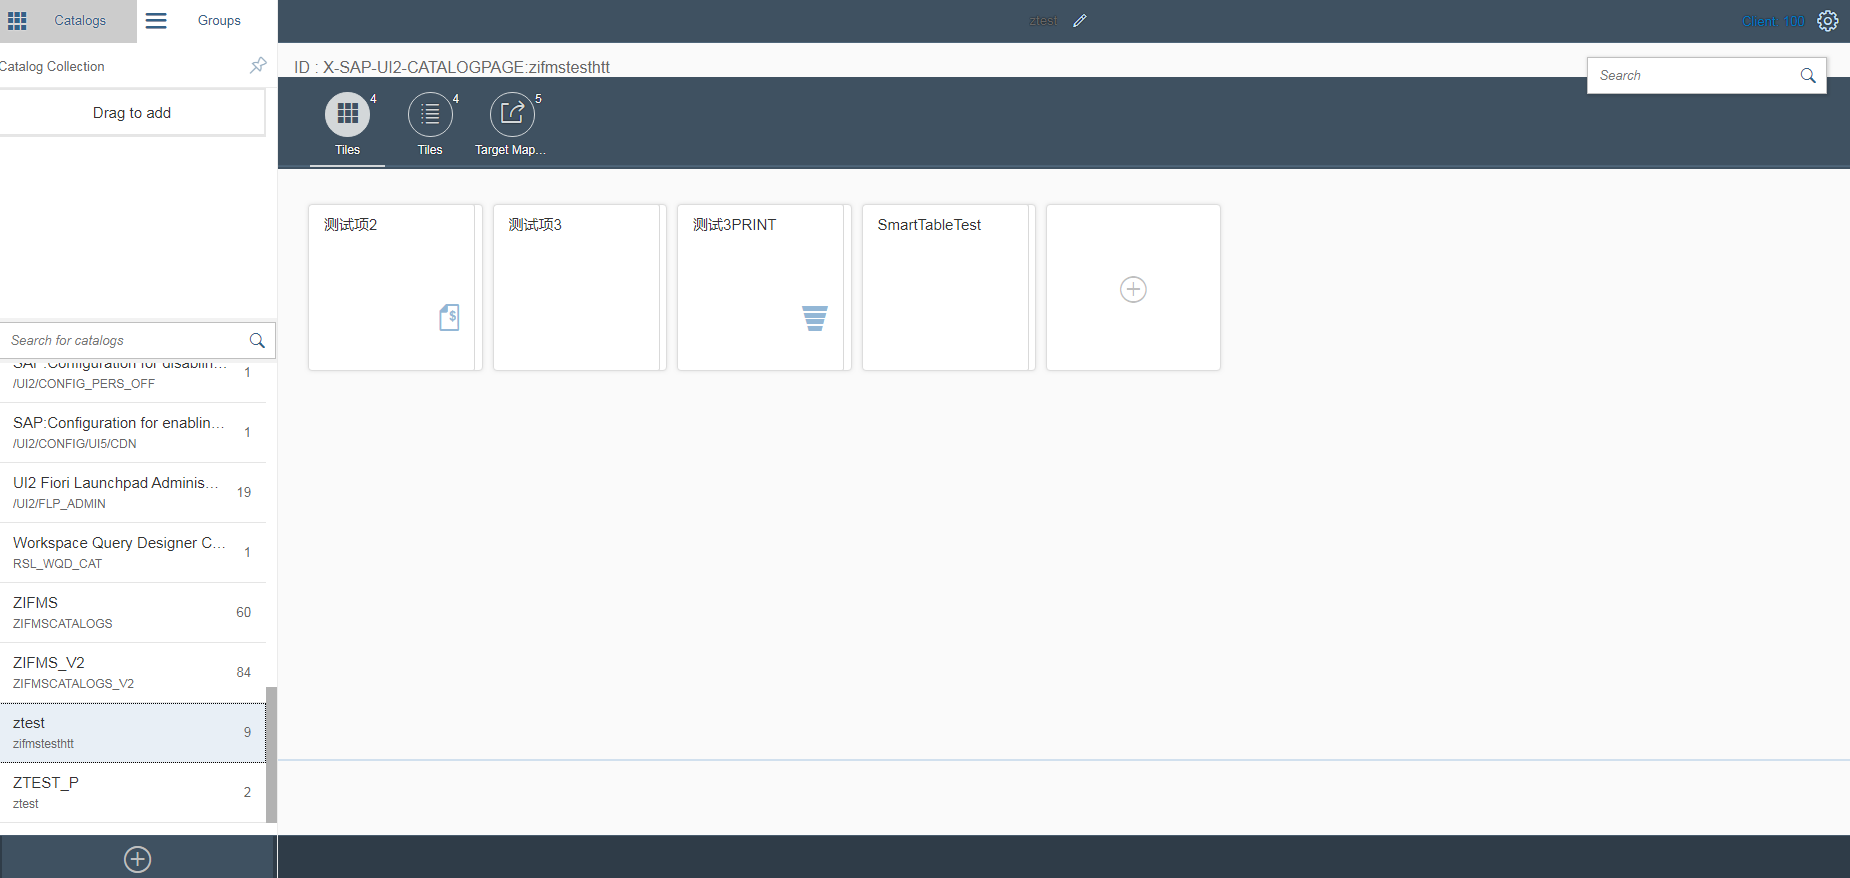 Catalogs
Groups
ztest
Client: 100
Catalog Collection
Drag to add
ID : X-SAP-UI2-CATALOGPAGE:zifmstesthtt
Search
4
Tiles
4
Tiles
5
Target Map...
测试项2
测试项3
测试3PRINT
SmartTableTest
$
Search for catalogs
SAP:Configuration for disablin...
1
/UI2/CONFIG_PERS_OFF
SAP:Configuration for enablin...
1
/UI2/CONFIG/UI5/CDN
UI2 Fiori Launchpad Adminis...
19
/UI2/FLP_ADMIN
Workspace Query Designer C...
1
RSL_WQD_CAT
ZIFMS
60
ZIFMSCATALOGS
ZIFMS_V2
84
ZIFMSCATALOGS_V2
ztest
9
zifmstesthtt
ZTEST_P
2
ztest